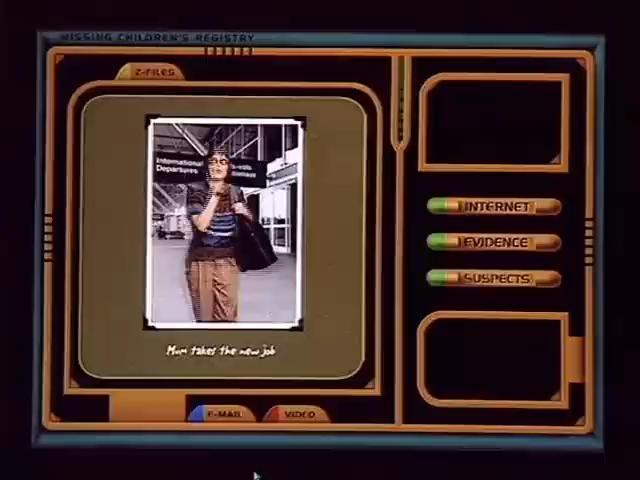 MISSING CHILDREN'S REGISTRY
Z-FILES
International
Departures
INTERNET
EVIDENCE
SUSPECTS
Mum takes the new job
E-MAIL
VIDEO